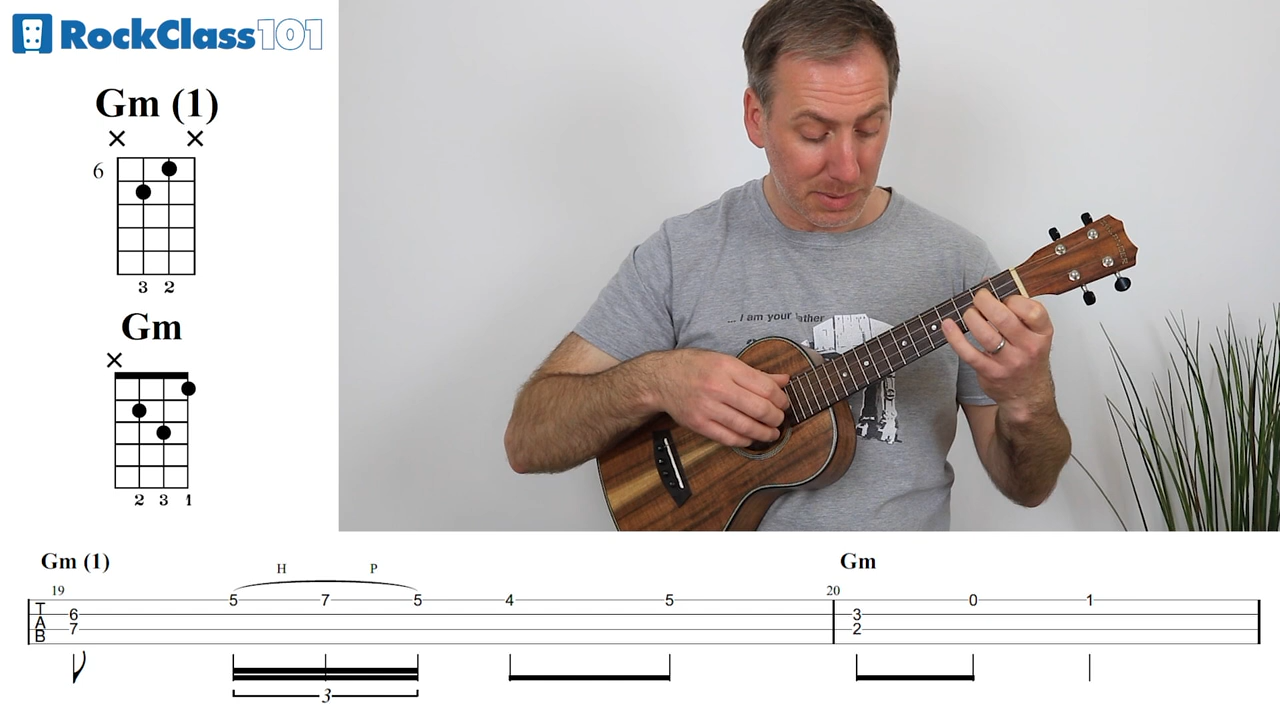 RockClass101
Gm (1)
× ×
6
3 2
Gm
×
2 3 1
... I am your father
Gm (1) Gm
H P
19 20
T
A
B
5 7 5 4 5 0 1
6 3
7 2
3